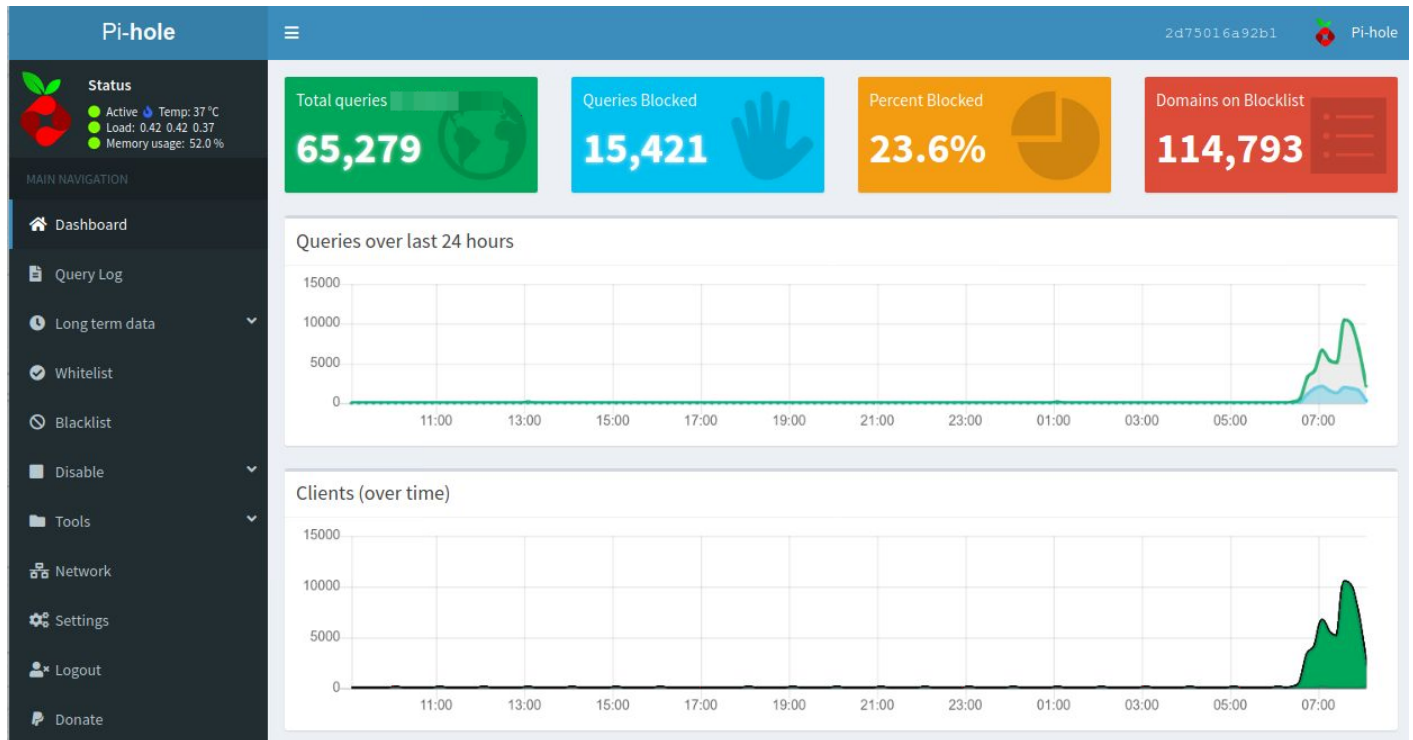 Pi-hole
2d75016a92b1 Pi-hole
Status
Active Temp: 37 °C
Load: 0.42 0.42 0.37
Memory usage: 52.0 %
MAIN NAVIGATION
Dashboard
Query Log
Long term data
Whitelist
Blacklist
Disable
Tools
Network
Settings
Logout
Donate
Total queries
65,279
Queries Blocked
15,421
Percent Blocked
23.6%
Domains on Blocklist
114,793
Queries over last 24 hours
15000
10000
5000
0
11:00 13:00 15:00 17:00 19:00 21:00 23:00 01:00 03:00 05:00 07:00
Clients (over time)
15000
10000
5000
0
11:00 13:00 15:00 17:00 19:00 21:00 23:00 01:00 03:00 05:00 07:00